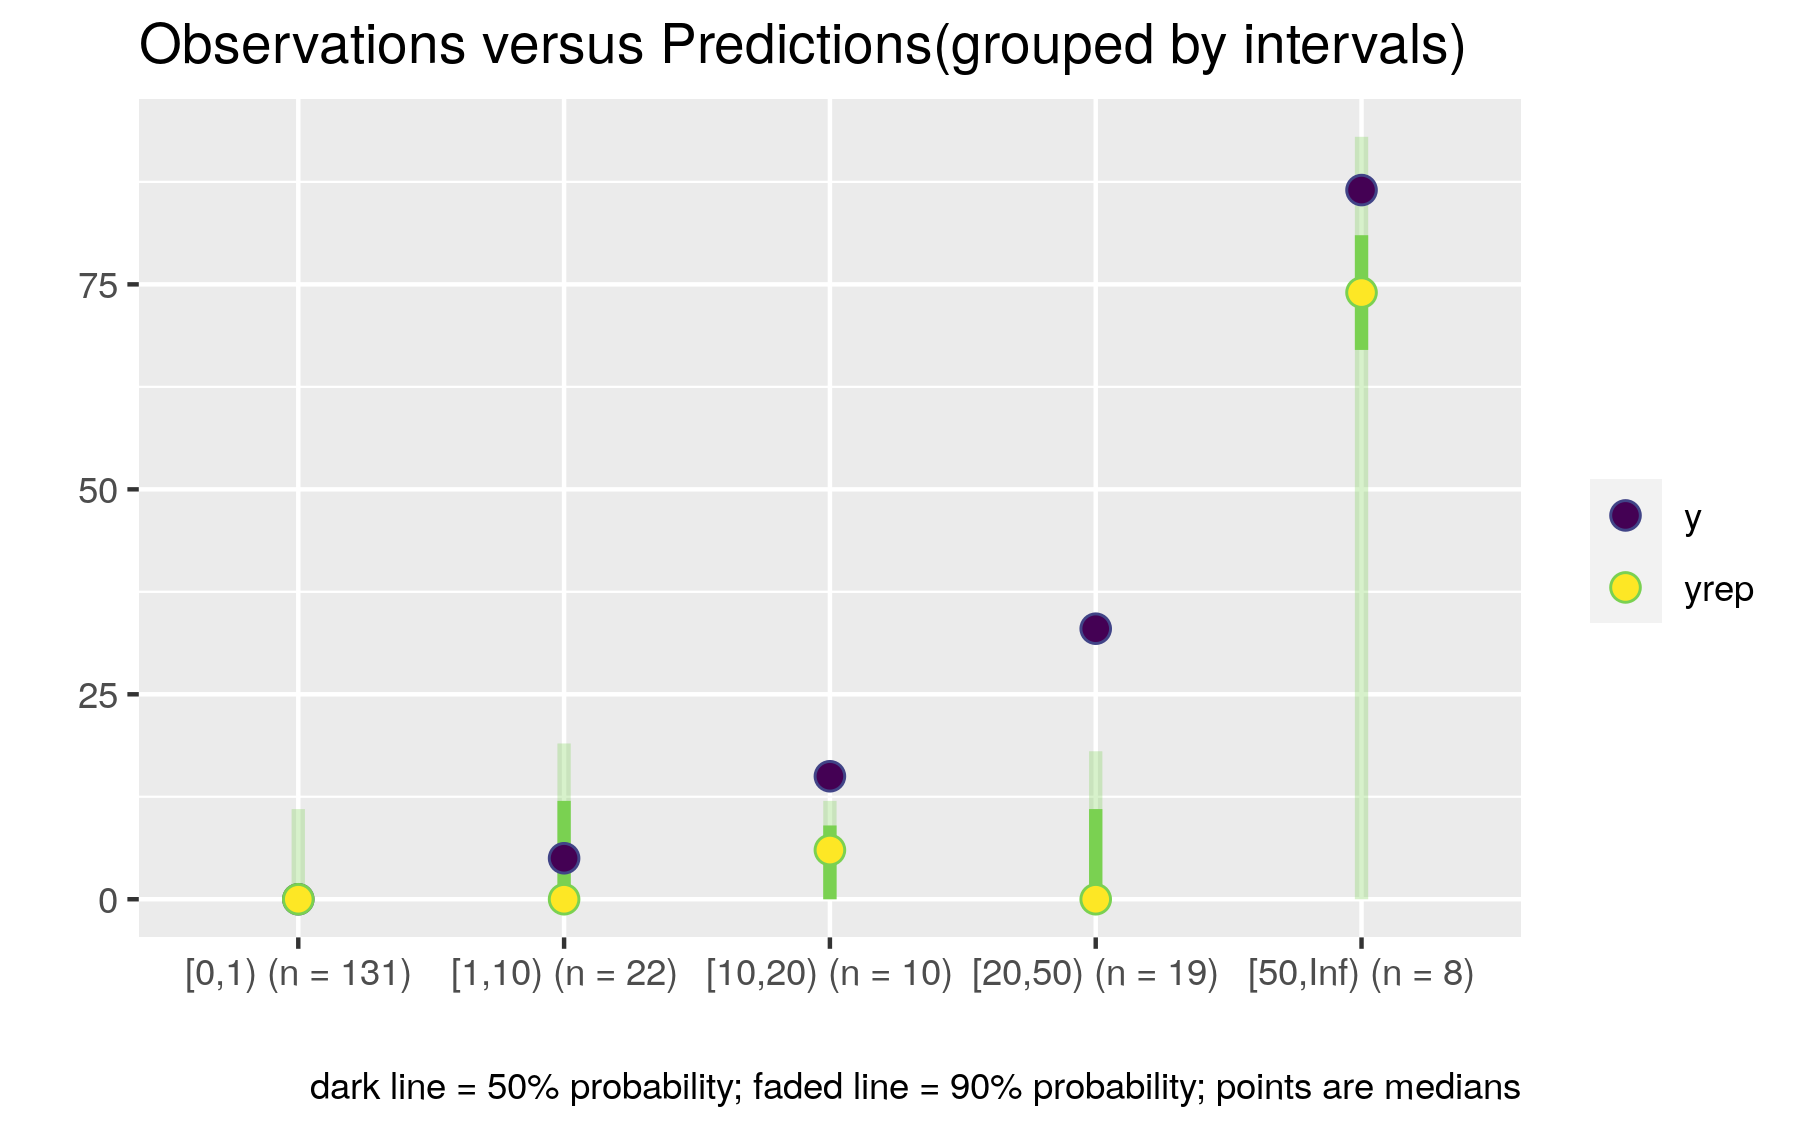 Observations versus Predictions(grouped by intervals)
75
50
25
0
y
yrep
[0,1) (n = 131) [1,10) (n = 22) [10,20) (n = 10) [20,50) (n = 19) [50,Inf) (n = 8)
dark line = 50% probability; faded line = 90% probability; points are medians